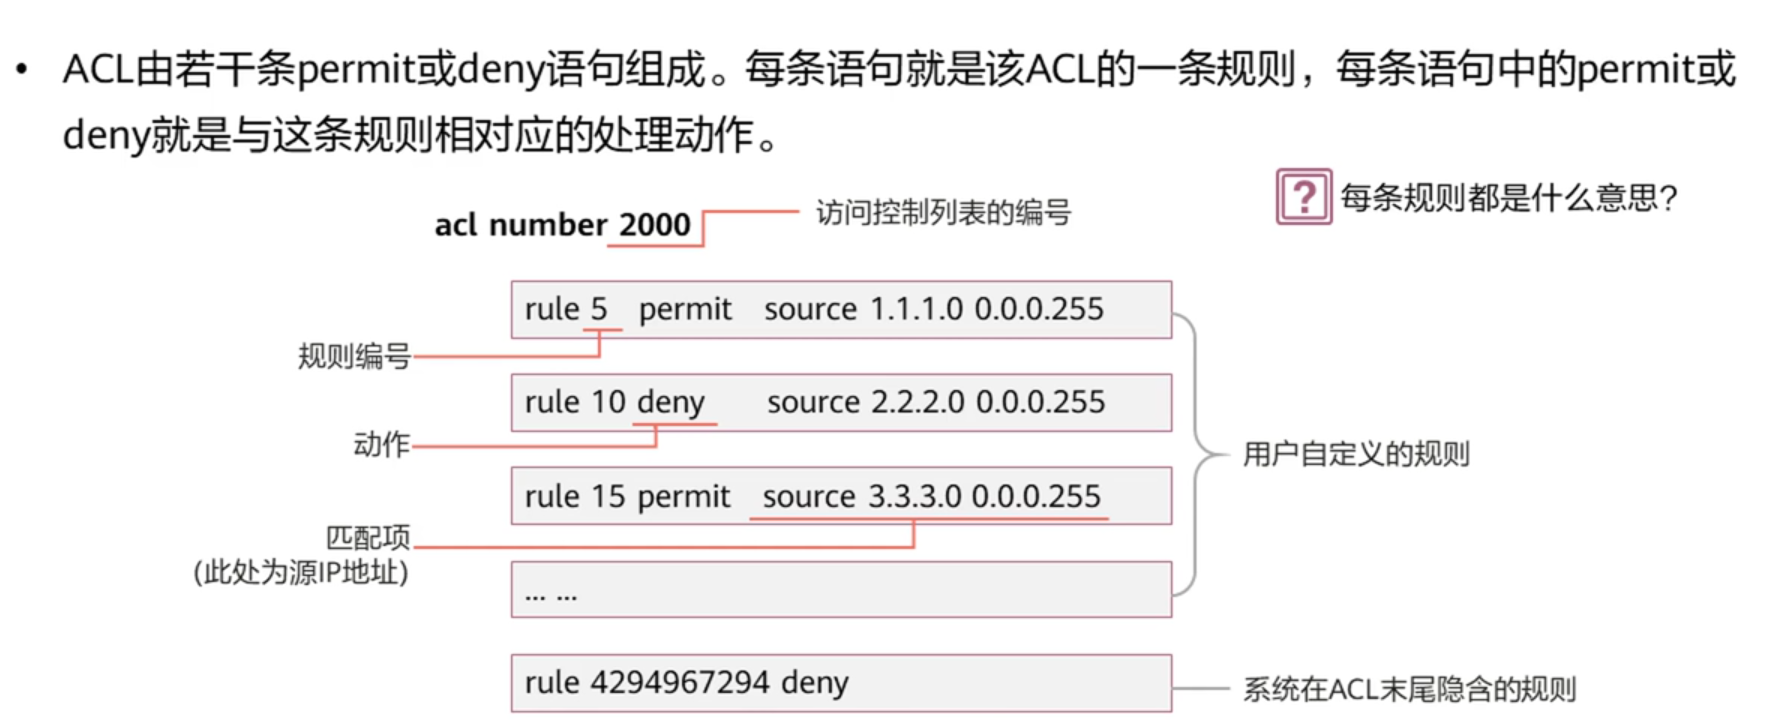 • ACL由若干条permit或deny语句组成。每条语句就是该ACL的一条规则，每条语句中的permit或
deny就是与这条规则相对应的处理动作。
? 每条规则都是什么意思?
acl number 2000
访问控制列表的编号
rule 5 permit source 1.1.1.0 0.0.0.255
规则编号
rule 10 deny source 2.2.2.0 0.0.0.255
动作
用户自定义的规则
rule 15 permit source 3.3.3.0 0.0.0.255
匹配项
(此处为源IP地址)
... ...
rule 4294967294 deny
系统在ACL末尾隐含的规则